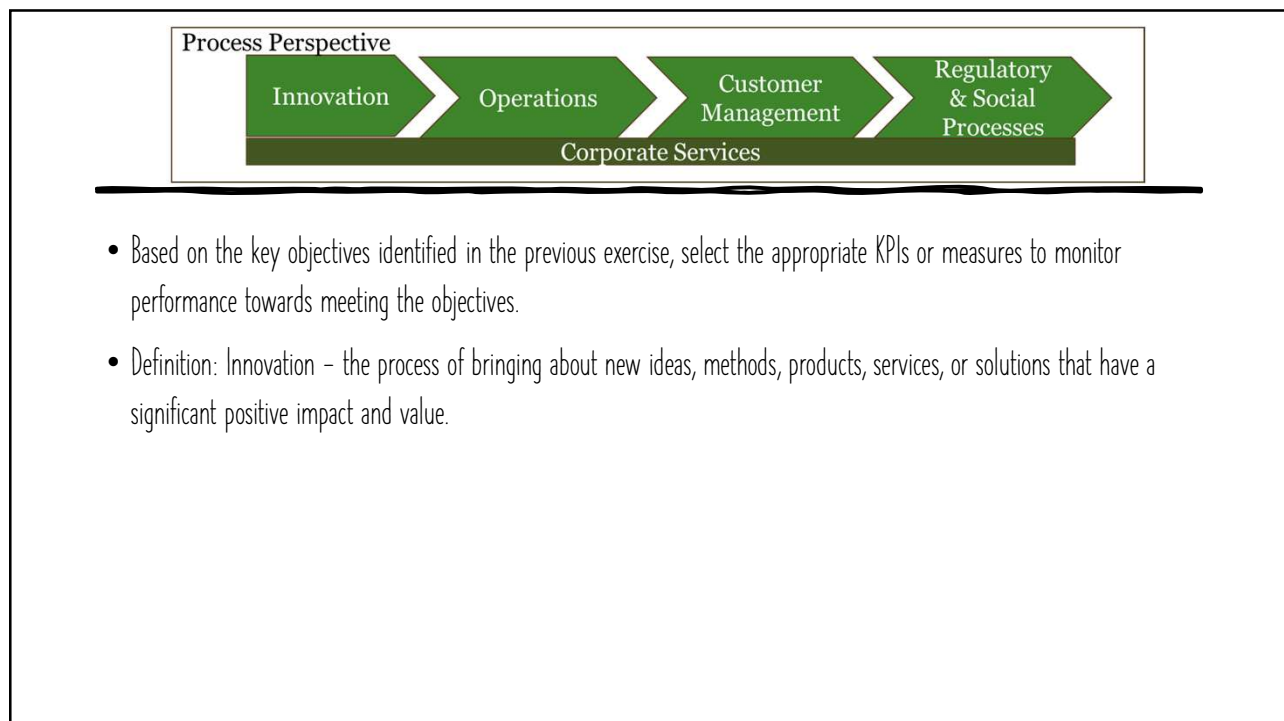 Process Perspective
Innovation
Operations
Customer
Management
Regulatory
& Social
Processes
Corporate Services
• Based on the key objectives identified in the previous exercise, select the appropriate KPIs or measures to monitor
performance towards meeting the objectives.
• Definition: Innovation – the process of bringing about new ideas, methods, products, services, or solutions that have a
significant positive impact and value.